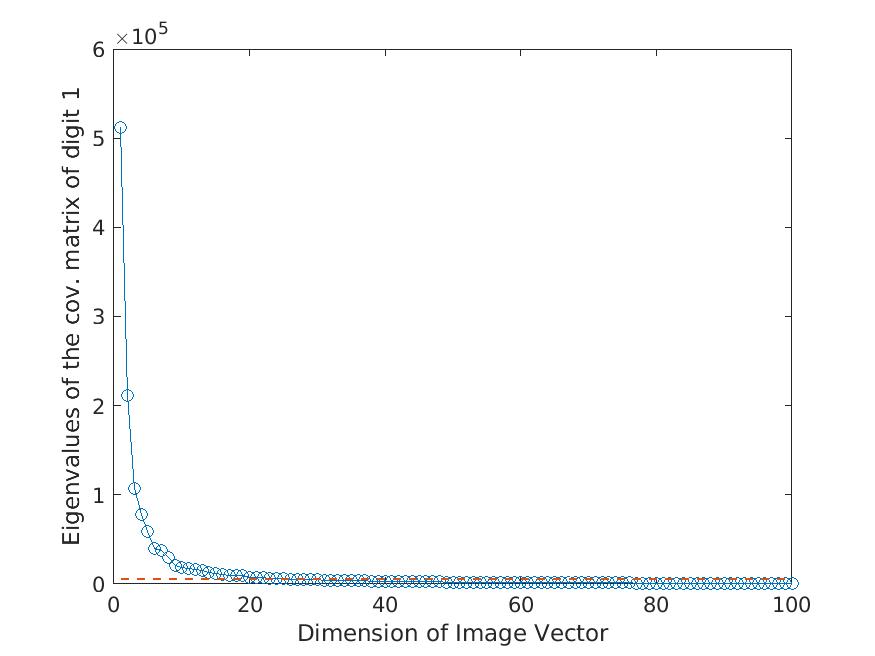 ×10^5
6
5
4
3
2
1
0
Eigenvalues of the cov. matrix of digit 1
0 20 40 60 80 100
Dimension of Image Vector